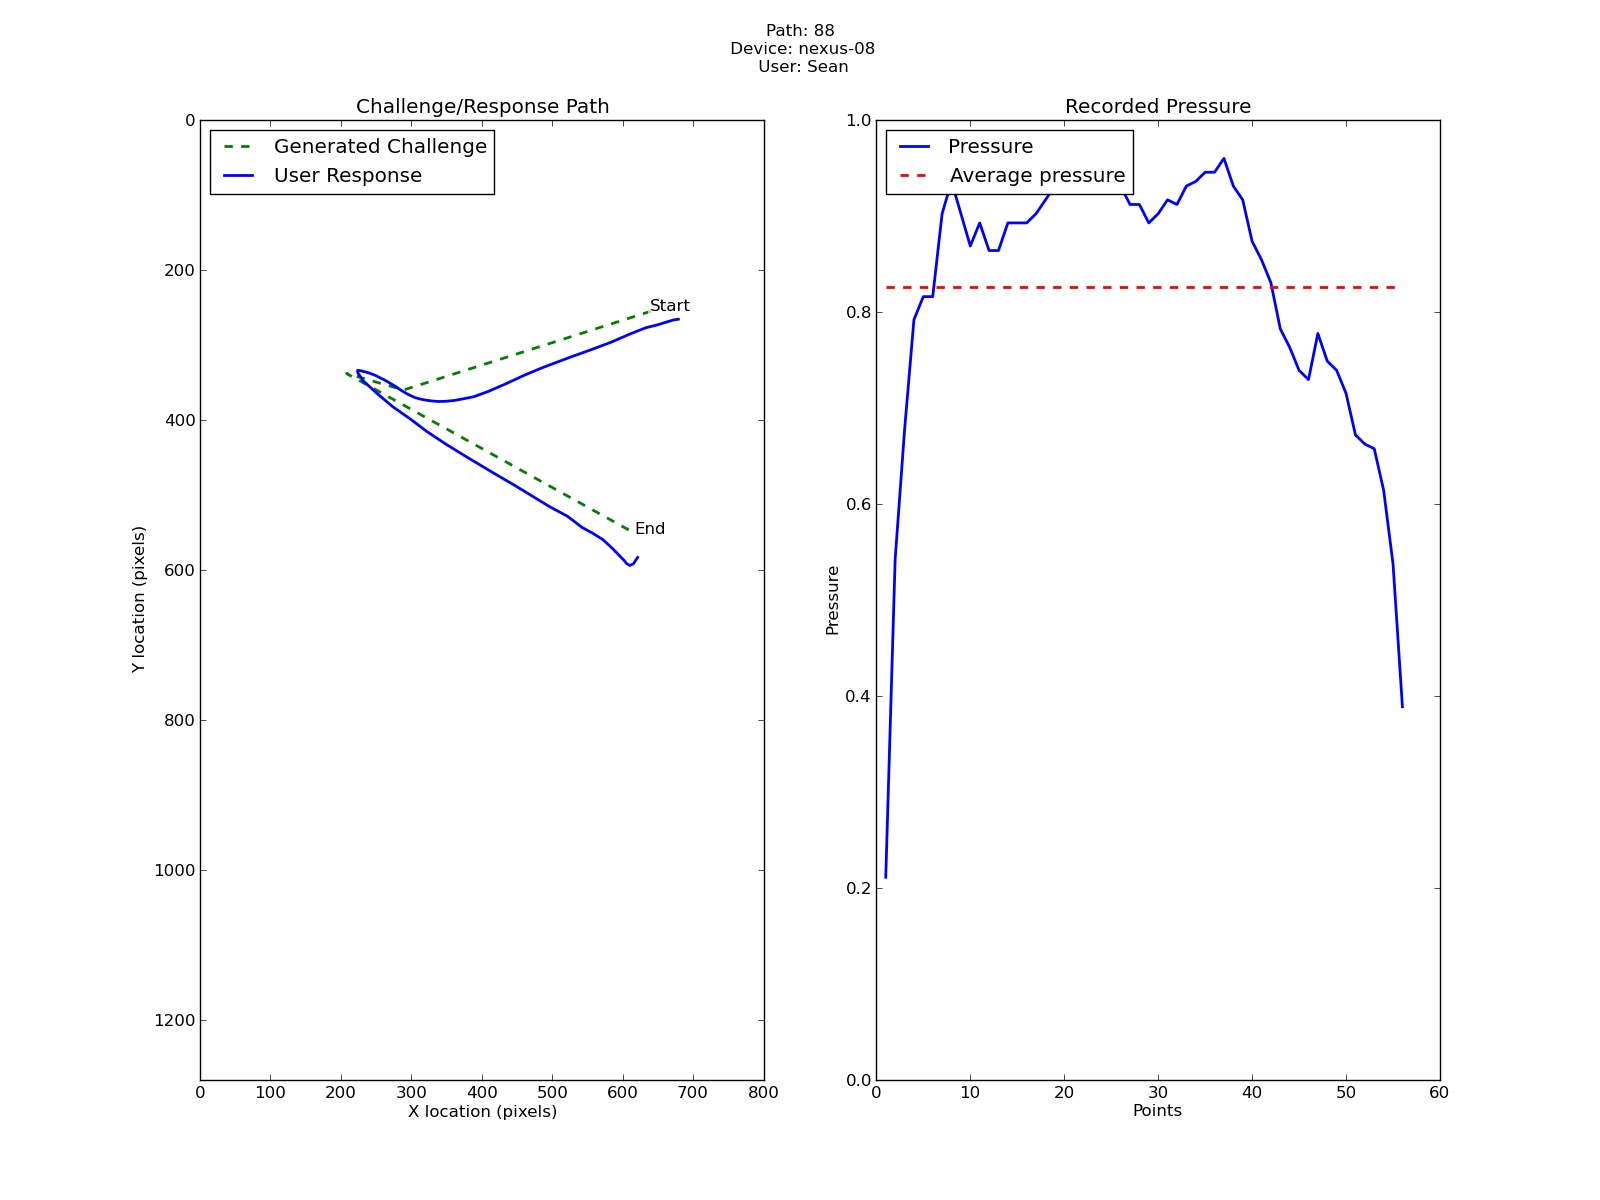 Path: 88
Device: nexus-08
User: Sean
Challenge/Response Path
Generated Challenge
User Response
0
200
400
600
800
1000
1200
Y location (pixels)
Start
End
0 100 200 300 400 500 600 700 800
X location (pixels)
Recorded Pressure
Pressure
Average pressure
1.0
0.8
0.6
0.4
0.2
0.0
Pressure
0 10 20 30 40 50 60
Points